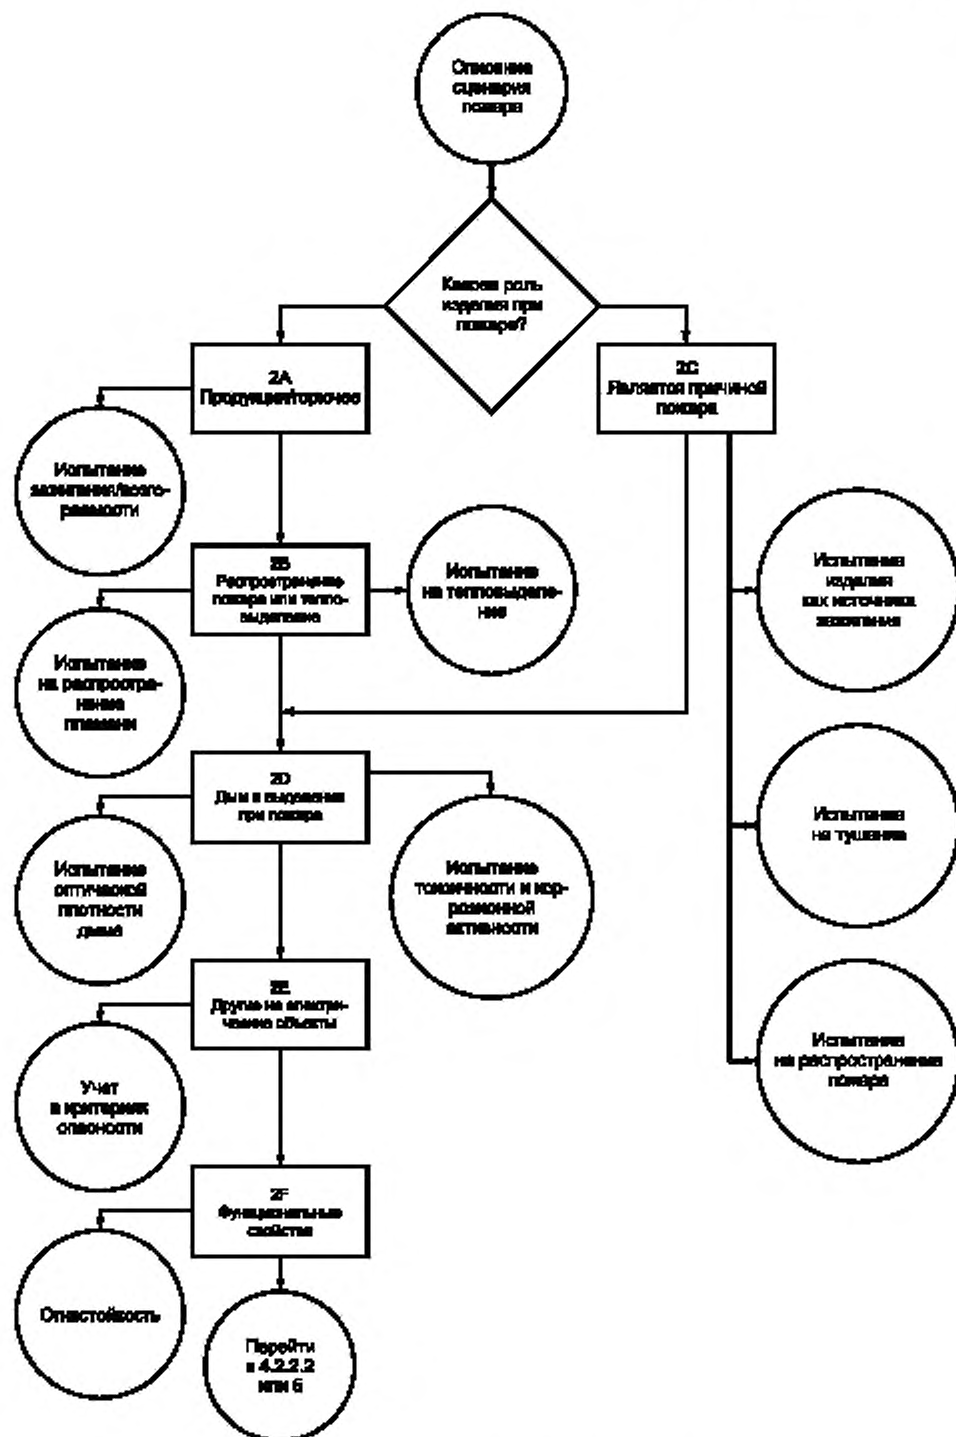 Описание
сценария
пожара
Какова роль
изделия при
пожаре?
2A
Продукция/горючее
2C
Является причиной
пожара
Испытание
зажигания/возго-
раемости
2B
Распространение
пожара или тепло-
выделение
Испытание
на тепловыделе-
ние
Испытание
изделия
как источника
зажигания
Испытание
на распростра-
нение
пламени
2D
Дым и выделения
при пожаре
Испытание
на тушение
Испытание
оптической
плотности
дыма
Испытание
токсичности и кор-
розионной
активности
2E
Другие не электри-
ческие объекты
Испытание
на распространение
пожара
Учет
в критериях
опасности
2F
Функциональные
свойства
Огнестойкость
Перейти
к 4.2.2.2
или 6